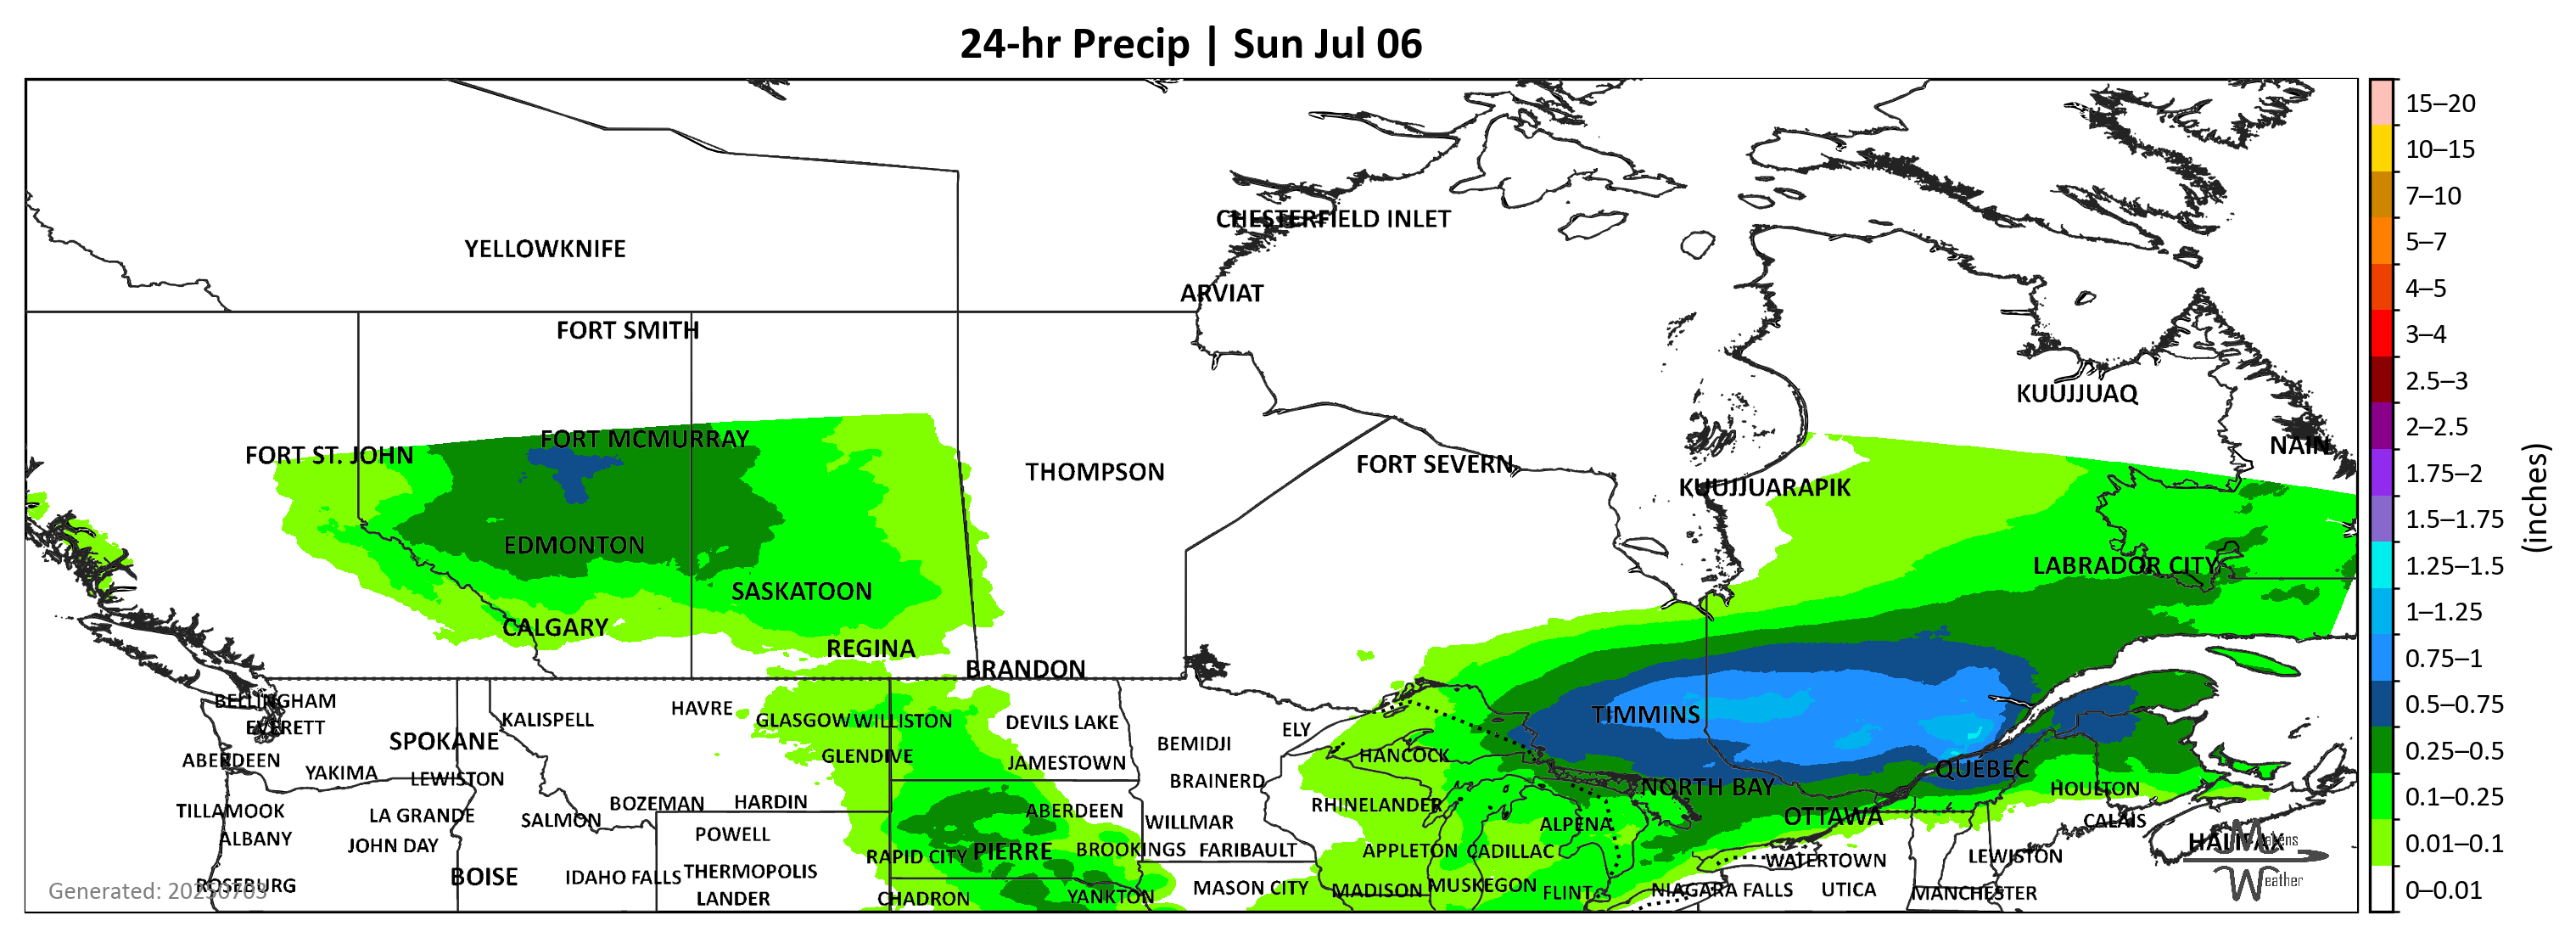 24-hr Precip | Sun Jul 06
15–20
10–15
7–10
5–7
4–5
3–4
2.5–3
2–2.5
1.75–2
1.5–1.75
1.25–1.5
1–1.25
0.75–1
0.5–0.75
0.25–0.5
0.1–0.25
0.01–0.1
0–0.01
(inches)
CHESTERFIELD INLET
YELLOWKNIFE
ARVIAT
FORT SMITH
KUUJJUAQ
FORT MCMURRAY
NAIN
FORT ST. JOHN
FORT SEVERN
THOMPSON
KUUJJUARAPIK
EDMONTON
LABRADOR CITY
SASKATOON
CALGARY
REGINA
BRANDON
BELLINGHAM
HAVRE
TIMMINS
KALISPELL
GLASGOW
WILLISTON
DEVILS LAKE
EVERETT
ELY
SPOKANE
BEMIDJI
HANCOCK
GLENDIVE
ABERDEEN
JAMESTOWN
QUÉBEC
YAKIMA
LEWISTON
BRAINERD
NORTH BAY
HOULTON
BOZEMAN
HARDIN
RHINELANDER
TILLAMOOK
ABERDEEN
LA GRANDE
SALMON
WILLMAR
OTTAWA
CALAIS
ALPENA
POWELL
ALBANY
HALIFAX
JOHN DAY
BROOKINGS
FARIBAULT
APPLETON
CADILLAC
PIERRE
RAPID CITY
LEWISTON
WATERTOWN
THERMOPOLIS
BOISE
IDAHO FALLS
ROSEBURG
MASON CITY
MADISON
MUSKEGON
FLINT
NIAGARA FALLS
UTICA
MANCHESTER
LANDER
CHADRON
YANKTON
Weather
Generated: 20250703